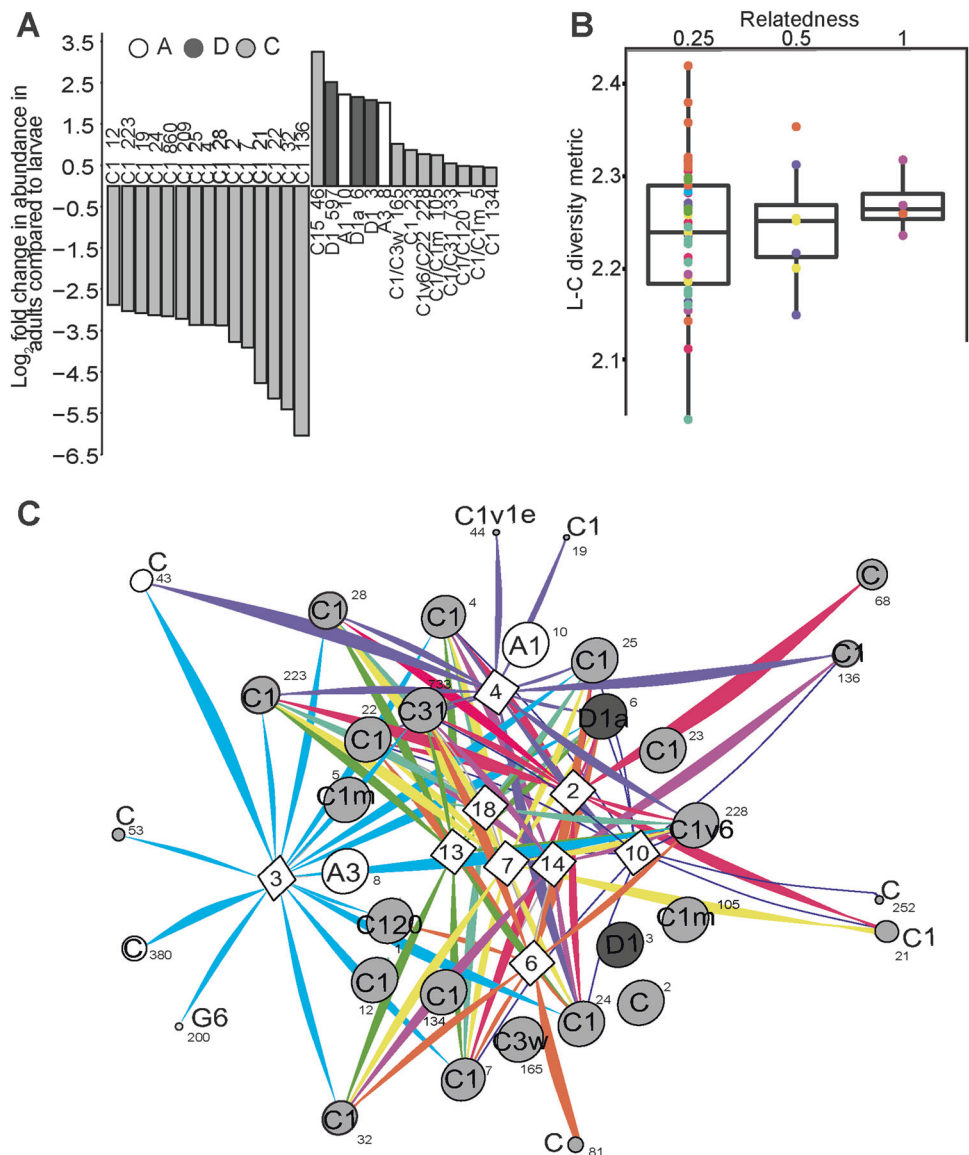 A
A D C
Log2 fold change in abundance in
adults compared to larvae
3.5
2.5
1.5
0.5
−0.5
−1.5
−2.5
−3.5
−4.5
−5.5
−6.5
C1 12
C1 223
C1 19
C1 24
C1 860
C1 209
C1 25
C1 4
C1 28
C1 2
C1 7
C1 21
C1 22
C1 32
C1 136
C15 46
D1 597
A1 10
D1a 6
D1 3
A3 8
C1/C3w 165
C1 23
C1v6/C22 228
C1/C1m 105
C1/C31 733
C1/C120 1
C1/C1m 5
C1 134
B
Relatedness
0.25 0.5 1
L-C diversity metric
2.4
2.3
2.2
2.1
C
C1v1e
44
C1
19
C
43
C
68
C1 28
C1 4
A1 10
C1 25
C1
136
C1 223
4
C31 733
D1a 6
C1 22
C1 23
C1m 5
2
18
C1v6 228
C
53
13
7
14
10
3
A3 8
C
252
C120 1
C1m 105
C1
21
C 380
D1 3
6
C1
12
C1
134
C 2
G6
200
C1 24
C3w
165
C1 7
C1
32
C
81